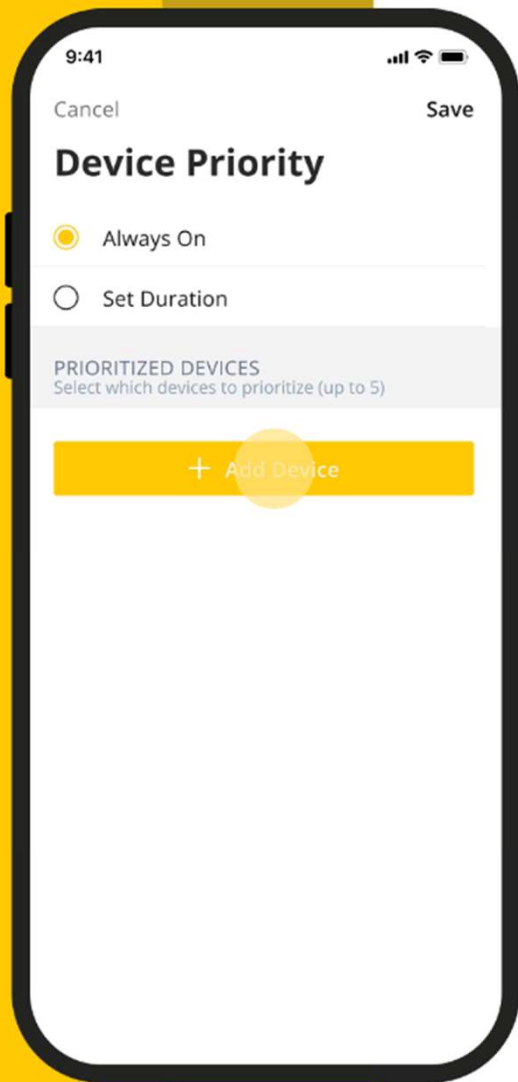 9:41
Cancel
Save
Device Priority
Always On
Set Duration
PRIORITIZED DEVICES
Select which devices to prioritize (up to 5)
+ Add Device